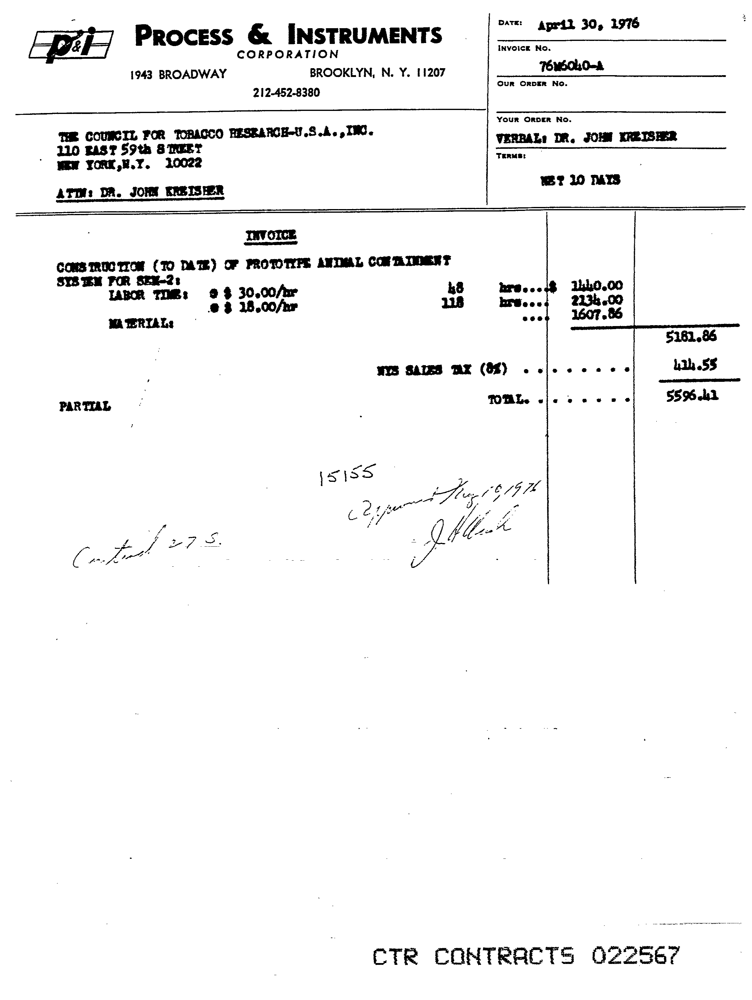 p&i PROCESS & INSTRUMENTS
CORPORATION
1943 BROADWAY BROOKLYN, N. Y. 11207
212-452-8380
DATE: April 30, 1976
INVOICE NO.
76M6040-A
OUR ORDER NO.
YOUR ORDER NO.
VERBAL: DR. JOHN KREISHER
TERMS:
NET 10 DAYS
THE COUNCIL FOR TOBACCO RESEARCH-U.S.A.,INC.
110 EAST 59th STREET
NEW YORK,N.Y. 10022
ATTN: DR. JOHN KREISHER
INVOICE
CONSTRUCTION (TO DATE) OF PROTOTYPE ANIMAL CONTAINMENT
SYSTEM FOR SEM-2:
LABOR TIME: @ $ 30.00/hr 48 hrs....$ 1440.00
@ $ 18.00/hr 118 hrs.... 2134.00
MATERIAL: .... 1607.86
5181.86
NYS SALES TAX (8%) . . . . . . . . 414.55
PARTIAL TOTAL. . . . . . . . 5596.41
15155
Approved Aug 10, 1976
Contract 27 S.
CTR CONTRACTS 022567